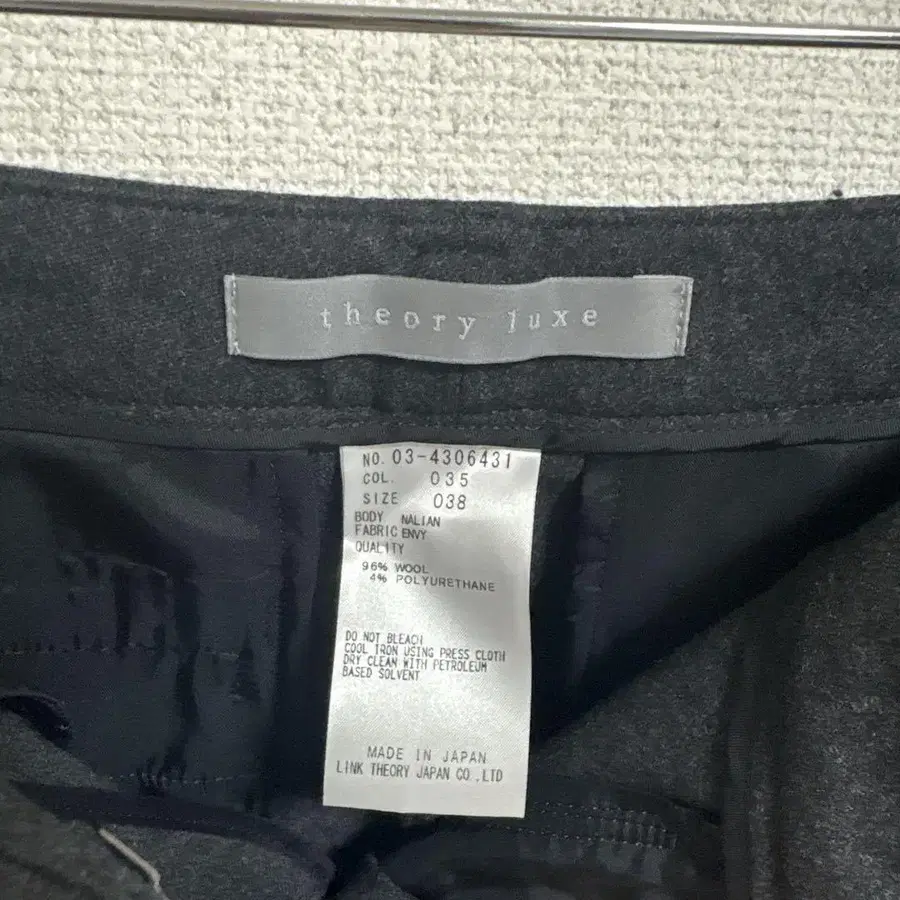 theory luxe
NO. 03-4306431
COL. 035
SIZE 038
BODY NALIAN
FABRIC ENVY
QUALITY
96% WOOL
4% POLYURETHANE
DO NOT BLEACH
COOL IRON USING PRESS CLOTH
DRY CLEAN WITH PETROLEUM
BASED SOLVENT
MADE IN JAPAN
LINK THEORY JAPAN CO.,LTD